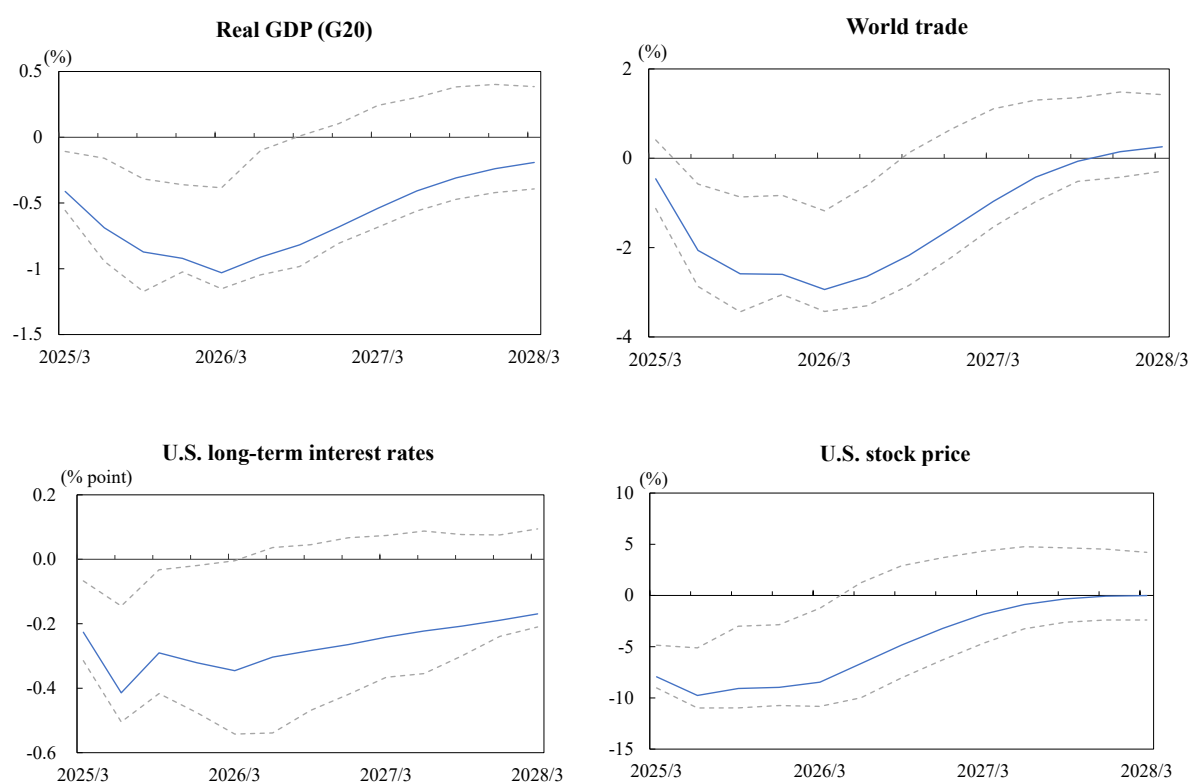 Real GDP (G20)
(%)
0.5
0
-0.5
-1
-1.5
2025/3 2026/3 2027/3 2028/3
World trade
(%)
2
0
-2
-4
2025/3 2026/3 2027/3 2028/3
U.S. long-term interest rates
(% point)
0.2
0.0
-0.2
-0.4
-0.6
2025/3 2026/3 2027/3 2028/3
U.S. stock price
(%)
10
5
0
-5
-10
-15
2025/3 2026/3 2027/3 2028/3